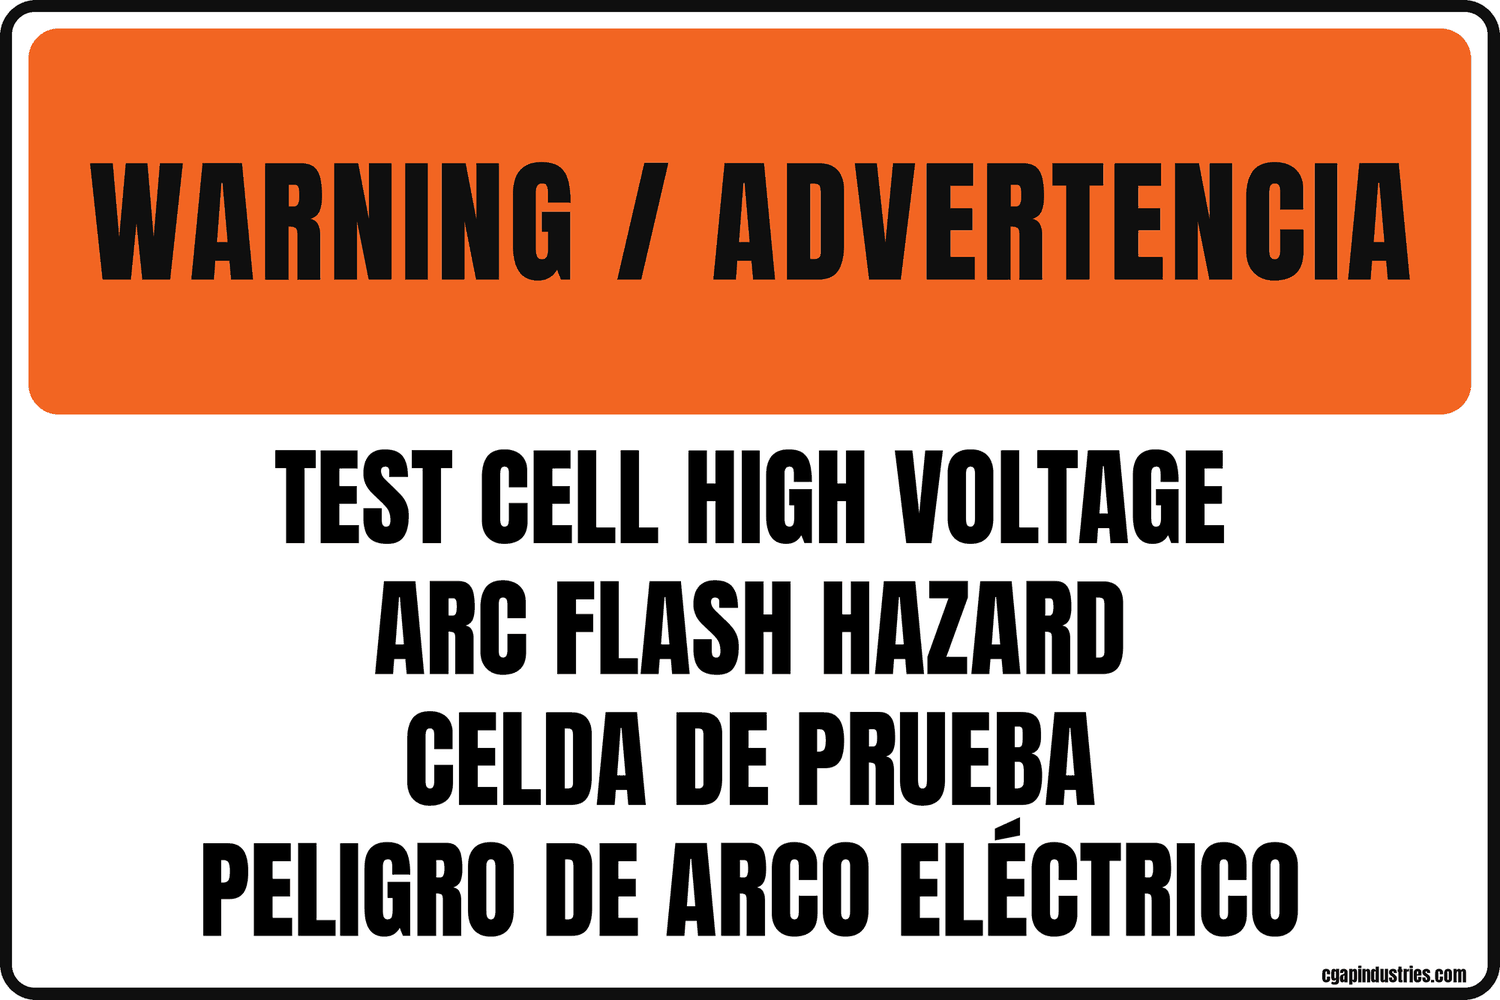 WARNING / ADVERTENCIA
TEST CELL HIGH VOLTAGE
ARC FLASH HAZARD
CELDA DE PRUEBA
PELIGRO DE ARCO ELÉCTRICO
cgapindustries.com